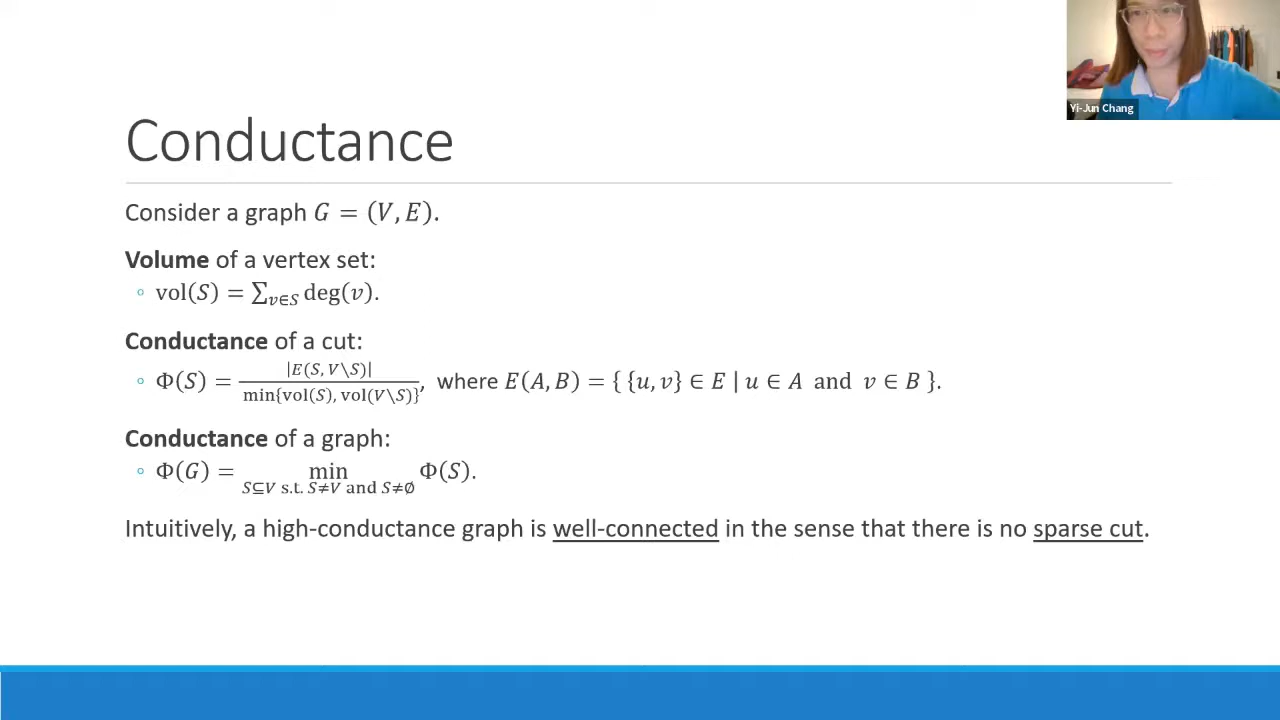 Yi-Jun Chang
Conductance
Consider a graph G = (V, E).
Volume of a vertex set:
∘ vol(S) = ∑_{v∈S} deg(v).
Conductance of a cut:
∘ Φ(S) = |E(S, V\S)| / min{vol(S), vol(V\S)}, where E(A, B) = { {u, v} ∈ E | u ∈ A and v ∈ B }.
Conductance of a graph:
∘ Φ(G) = min_{S⊆V s.t. S≠V and S≠∅} Φ(S).
Intuitively, a high-conductance graph is well-connected in the sense that there is no sparse cut.